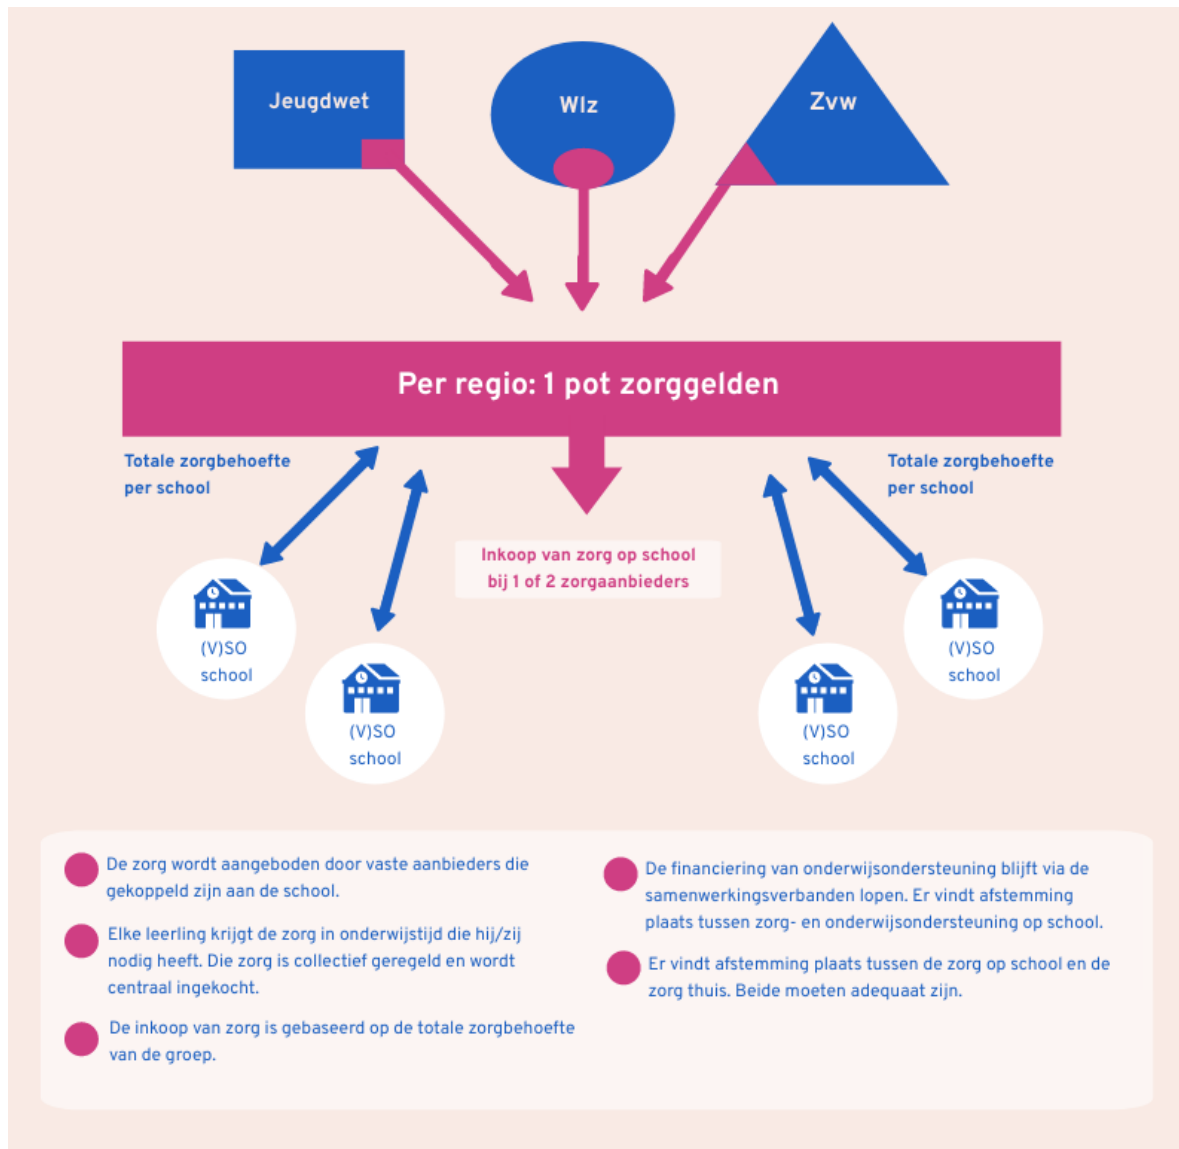 Jeugdwet
Wlz
Zvw
Per regio: 1 pot zorggelden
Totale zorgbehoefte
per school
Totale zorgbehoefte
per school
Inkoop van zorg op school
bij 1 of 2 zorgaanbieders
(V)SO
school
(V)SO
school
(V)SO
school
(V)SO
school
De zorg wordt aangeboden door vaste aanbieders die
gekoppeld zijn aan de school.
Elke leerling krijgt de zorg in onderwijstijd die hij/zij
nodig heeft. Die zorg is collectief geregeld en wordt
centraal ingekocht.
De inkoop van zorg is gebaseerd op de totale zorgbehoefte
van de groep.
De financiering van onderwijsondersteuning blijft via de
samenwerkingsverbanden lopen. Er vindt afstemming
plaats tussen zorg- en onderwijsondersteuning op school.
Er vindt afstemming plaats tussen de zorg op school en de
zorg thuis. Beide moeten adequaat zijn.